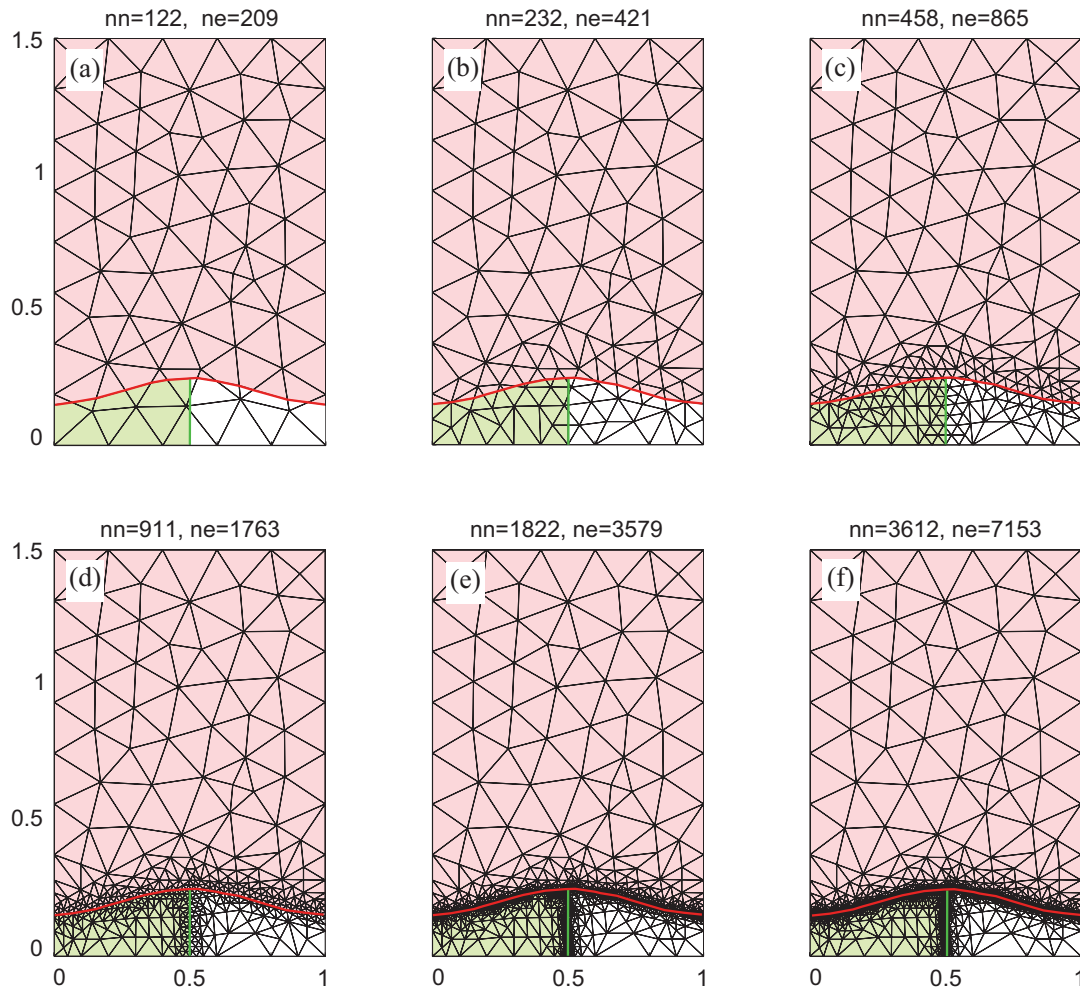 nn=122, ne=209
nn=232, ne=421
nn=458, ne=865
1.5
(a)
(b)
(c)
1
0.5
0
nn=911, ne=1763
nn=1822, ne=3579
nn=3612, ne=7153
1.5
(d)
(e)
(f)
1
0.5
0
0 0.5 1
0 0.5 1
0 0.5 1